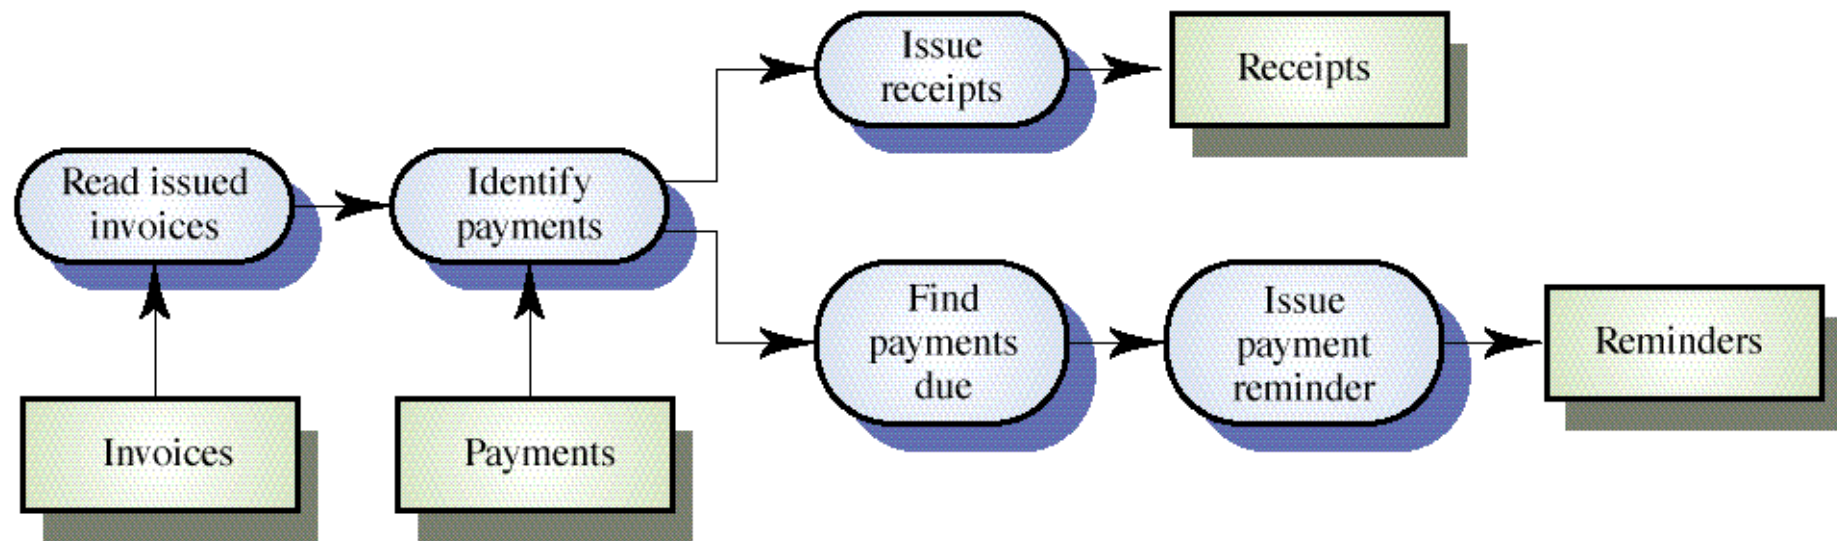 Issue
receipts
Receipts
Read issued
invoices
Identify
payments
Find
payments
due
Issue
payment
reminder
Reminders
Invoices
Payments